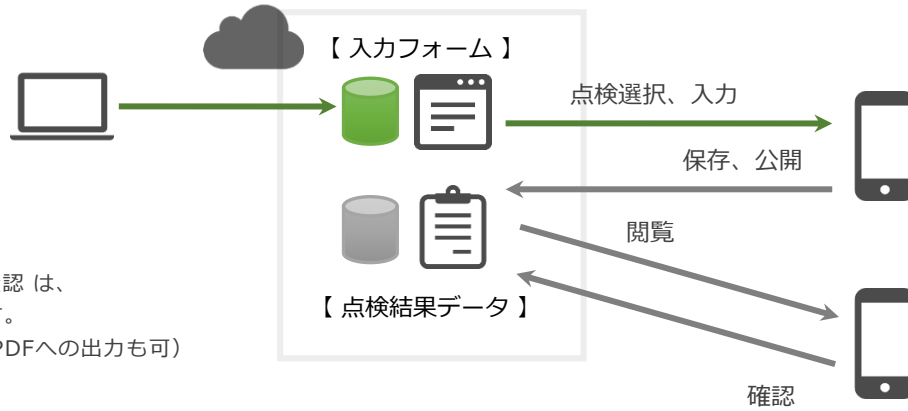 【 入力フォーム 】
点検選択、入力
保存、公開
閲覧
認 は、
。
PDFへの出力も可）
【 点検結果データ 】
確認